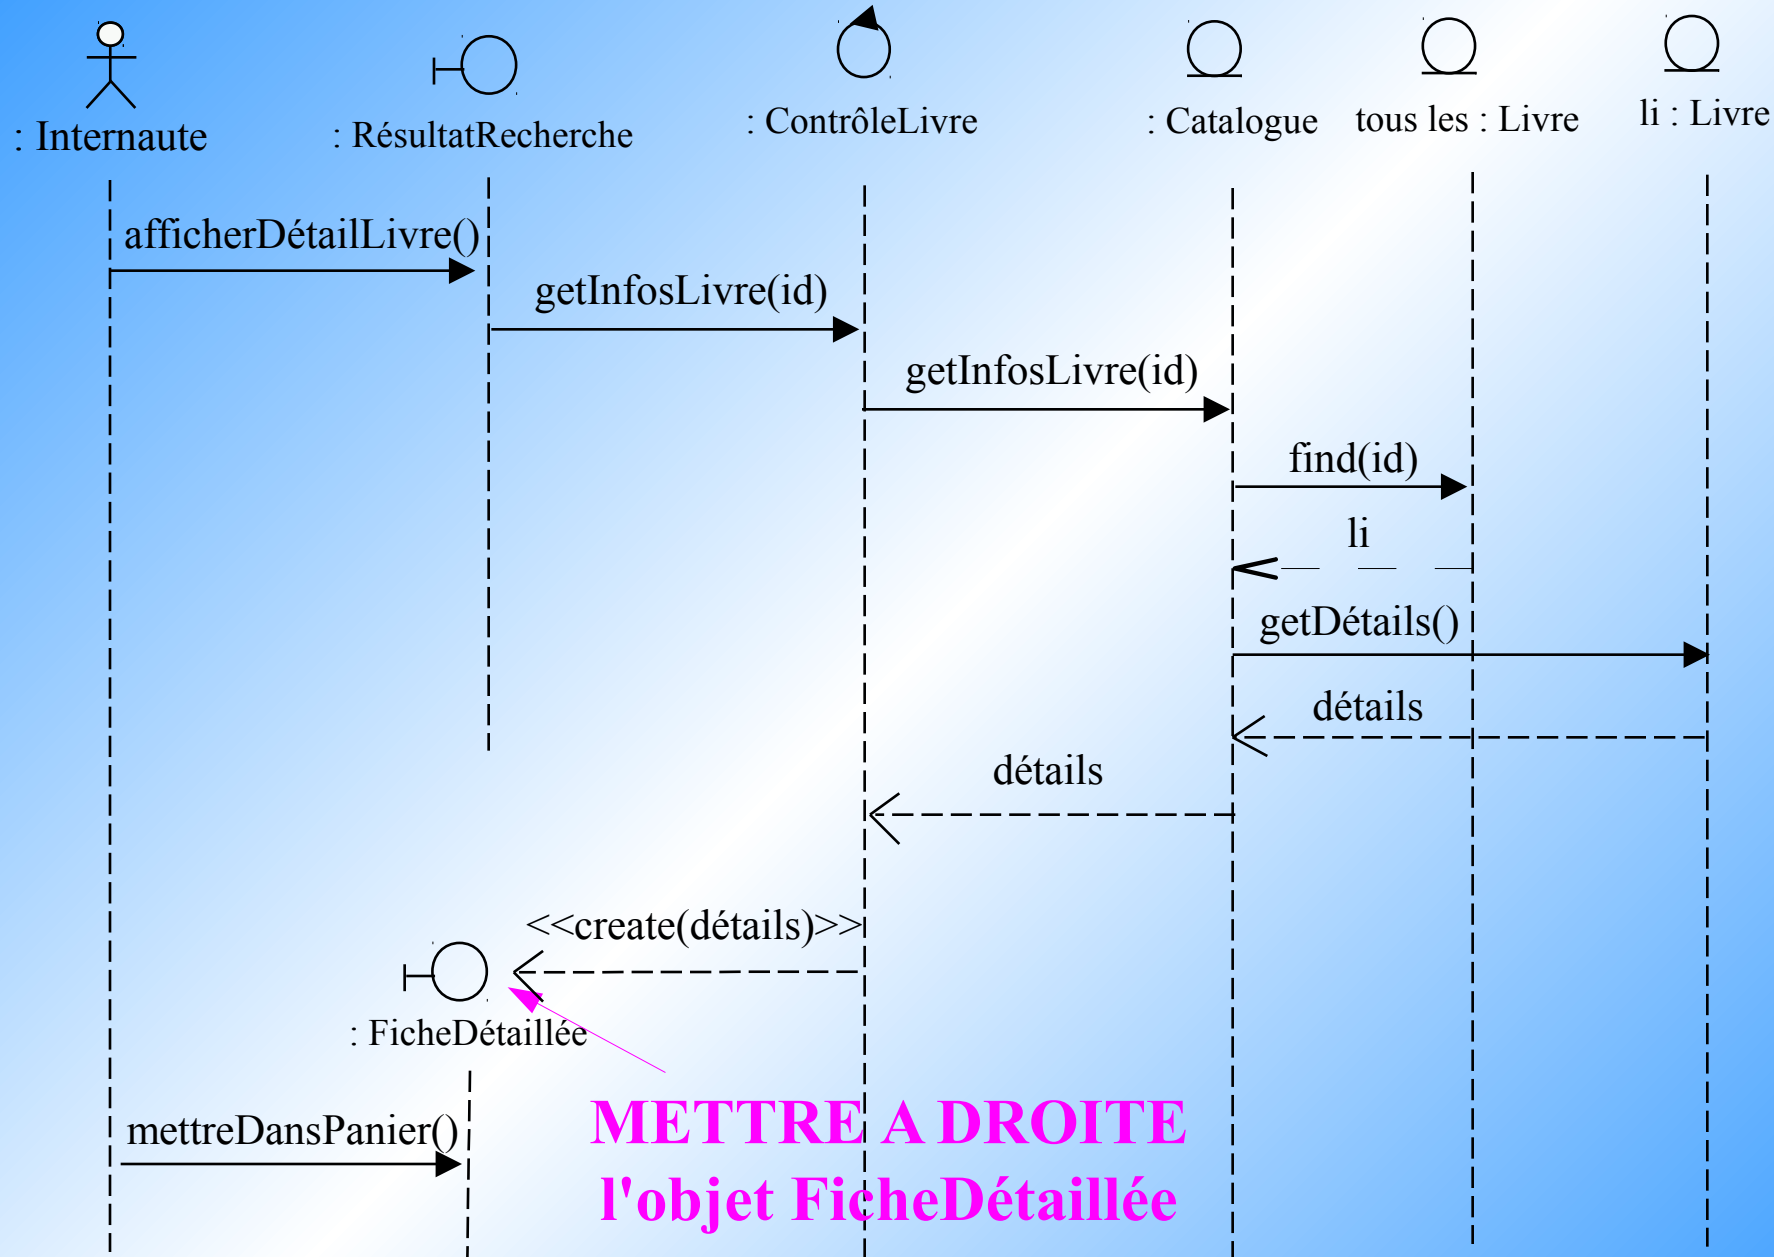 : Internaute
: RésultatRecherche
: ContrôleLivre
: Catalogue
tous les : Livre
li : Livre
afficherDétailLivre()
getInfosLivre(id)
getInfosLivre(id)
find(id)
li
getDétails()
détails
détails
<<create(détails)>>
: FicheDétaillée
mettreDansPanier()
METTRE A DROITE
l'objet FicheDétaillée